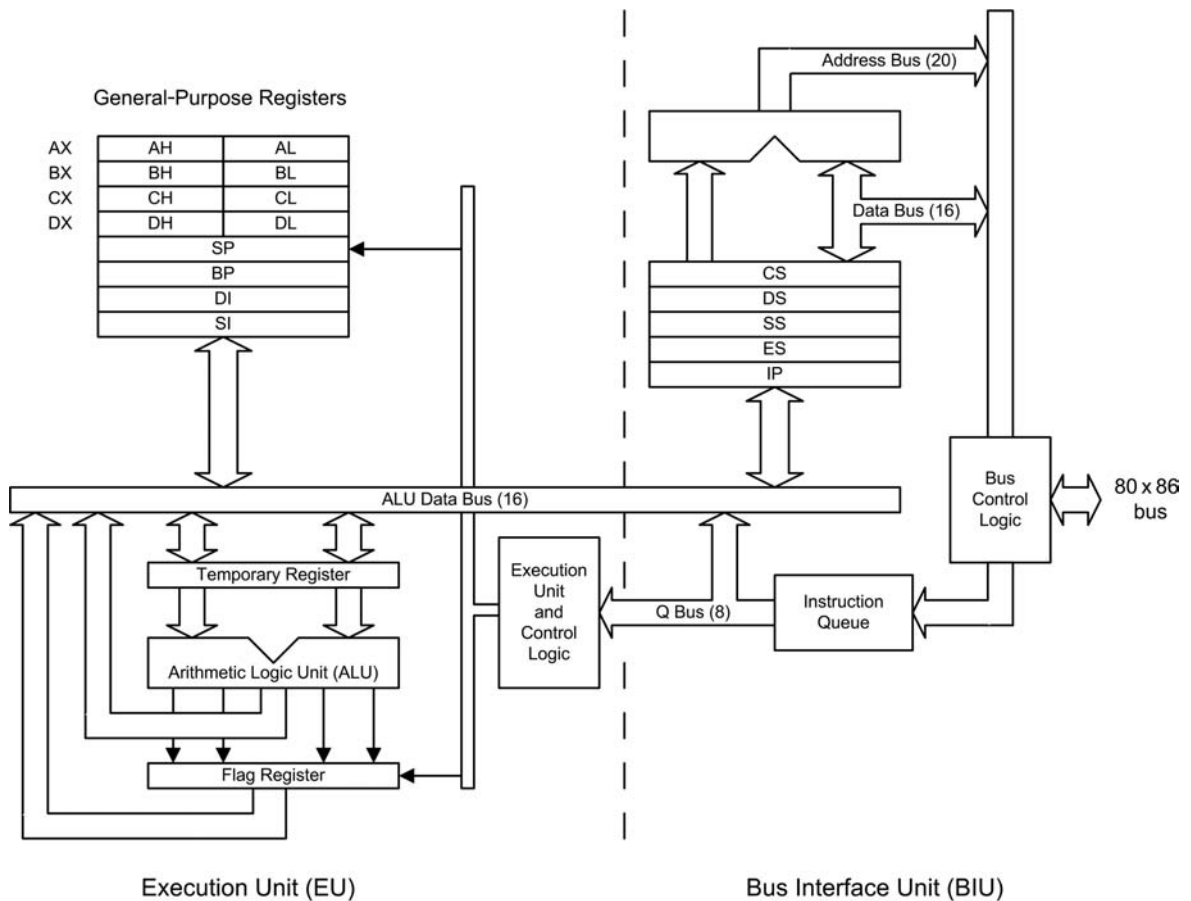 Address Bus (20)
General-Purpose Registers
AX AH AL
BX BH BL
CX CH CL
DX DH DL
SP
BP
DI
SI
Data Bus (16)
CS
DS
SS
ES
IP
ALU Data Bus (16)
Bus
Control
Logic
80 x 86
bus
Temporary Register
Execution
Unit
and
Control
Logic
Q Bus (8)
Instruction
Queue
Arithmetic Logic Unit (ALU)
Flag Register
Execution Unit (EU)
Bus Interface Unit (BIU)